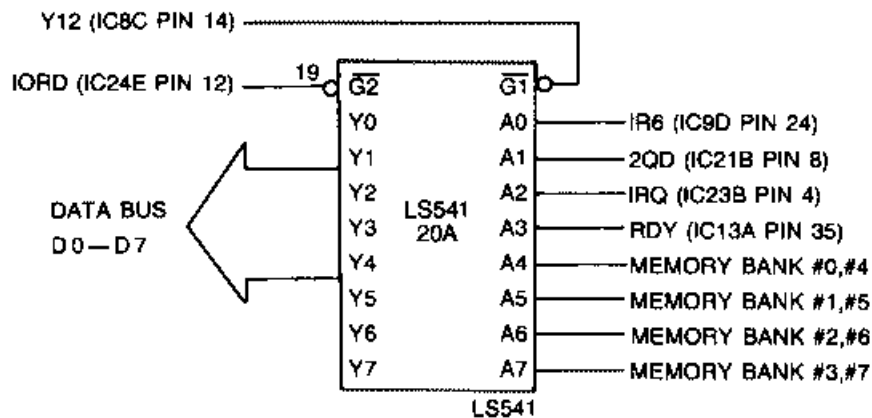 Y12 (IC8C PIN 14)
IORD (IC24E PIN 12)
19
G2
G1
Y0
A0
IR6 (IC9D PIN 24)
Y1
A1
2QD (IC21B PIN 8)
Y2
A2
IRQ (IC23B PIN 4)
DATA BUS
D0—D7
LS541
20A
Y3
A3
RDY (IC13A PIN 35)
Y4
A4
MEMORY BANK #0,#4
Y5
A5
MEMORY BANK #1,#5
Y6
A6
MEMORY BANK #2,#6
Y7
A7
MEMORY BANK #3,#7
LS541